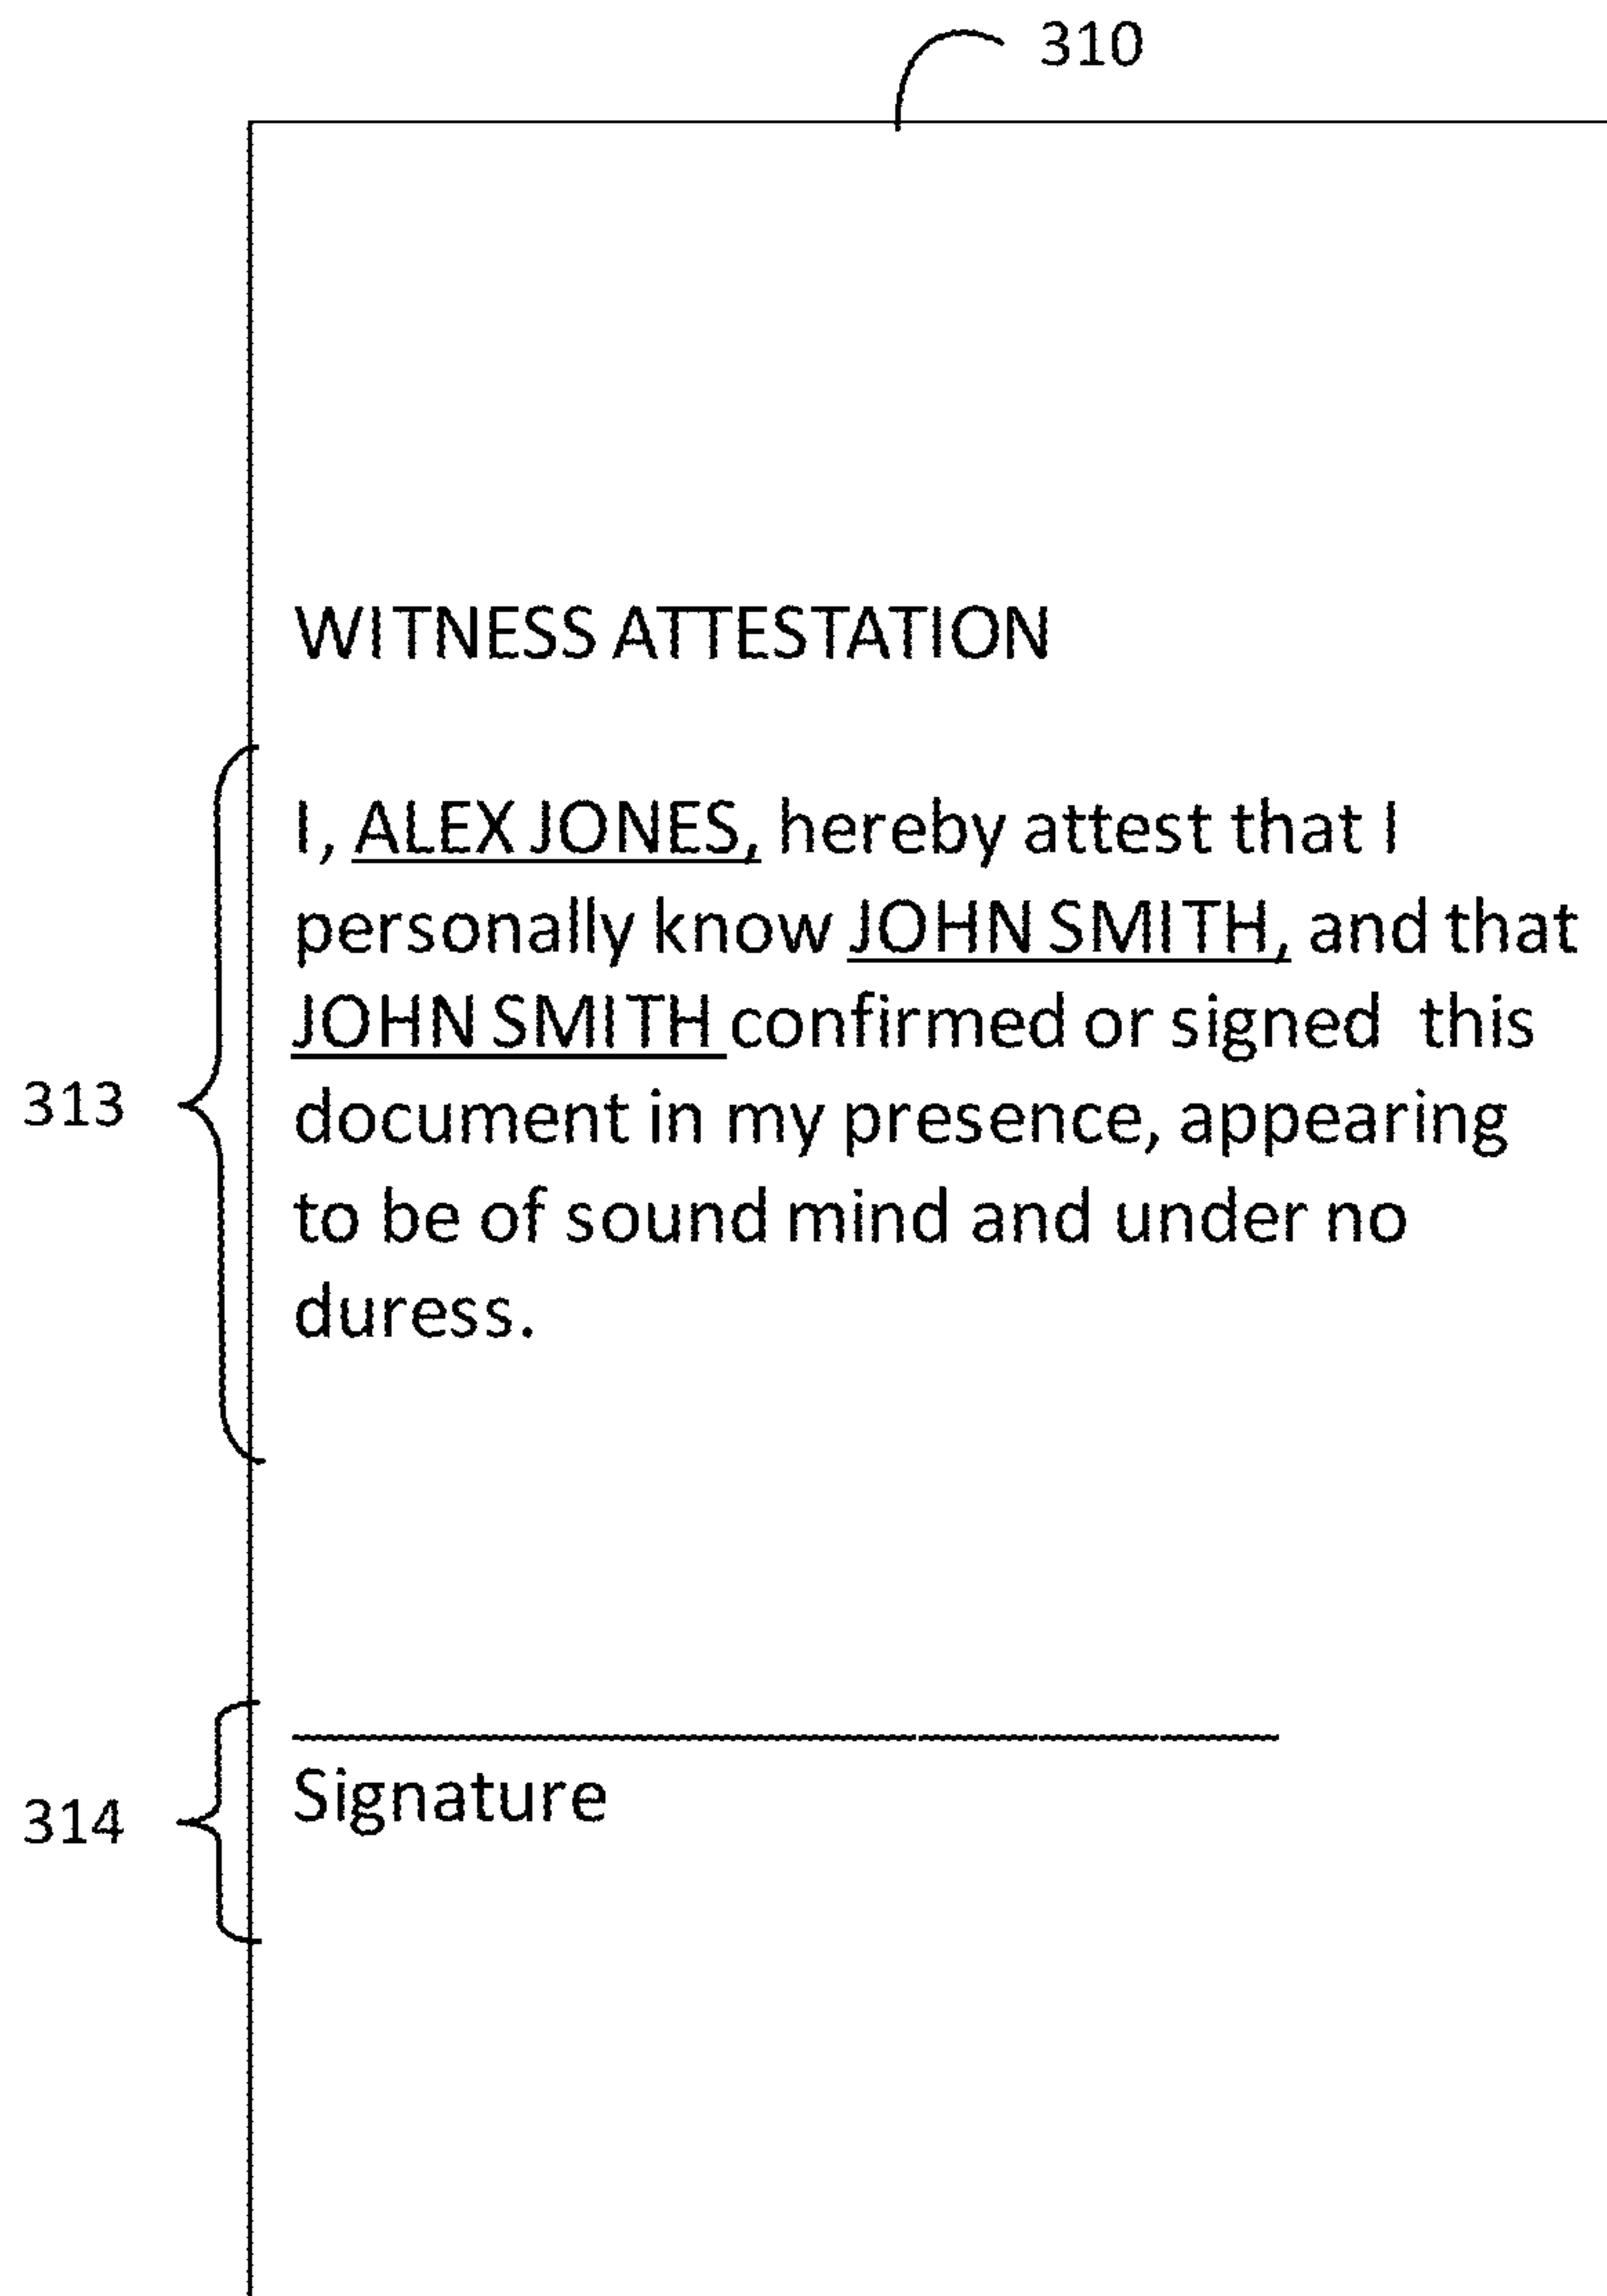 310
WITNESS ATTESTATION
I, ALEX JONES, hereby attest that I
personally know JOHN SMITH, and that
JOHN SMITH confirmed or signed this
document in my presence, appearing
to be of sound mind and under no
duress.
313
Signature
314